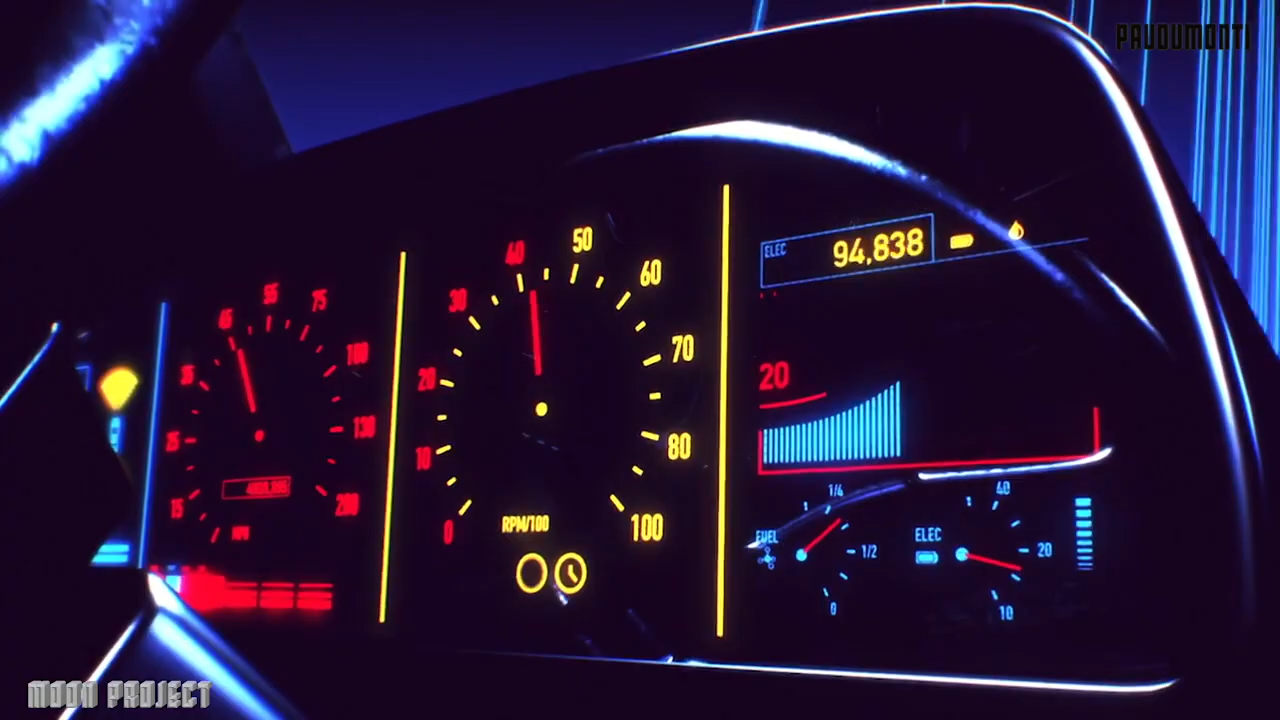 PAUDUMONTI
ELEC 94,838
15 25 35 45 55 75 100 130 200
MPH
0 10 20 30 40 50 60 70 80 100
RPM/100
20
FUEL 0 1/4 1/2
ELEC 10 20 40
MOON PROJECT